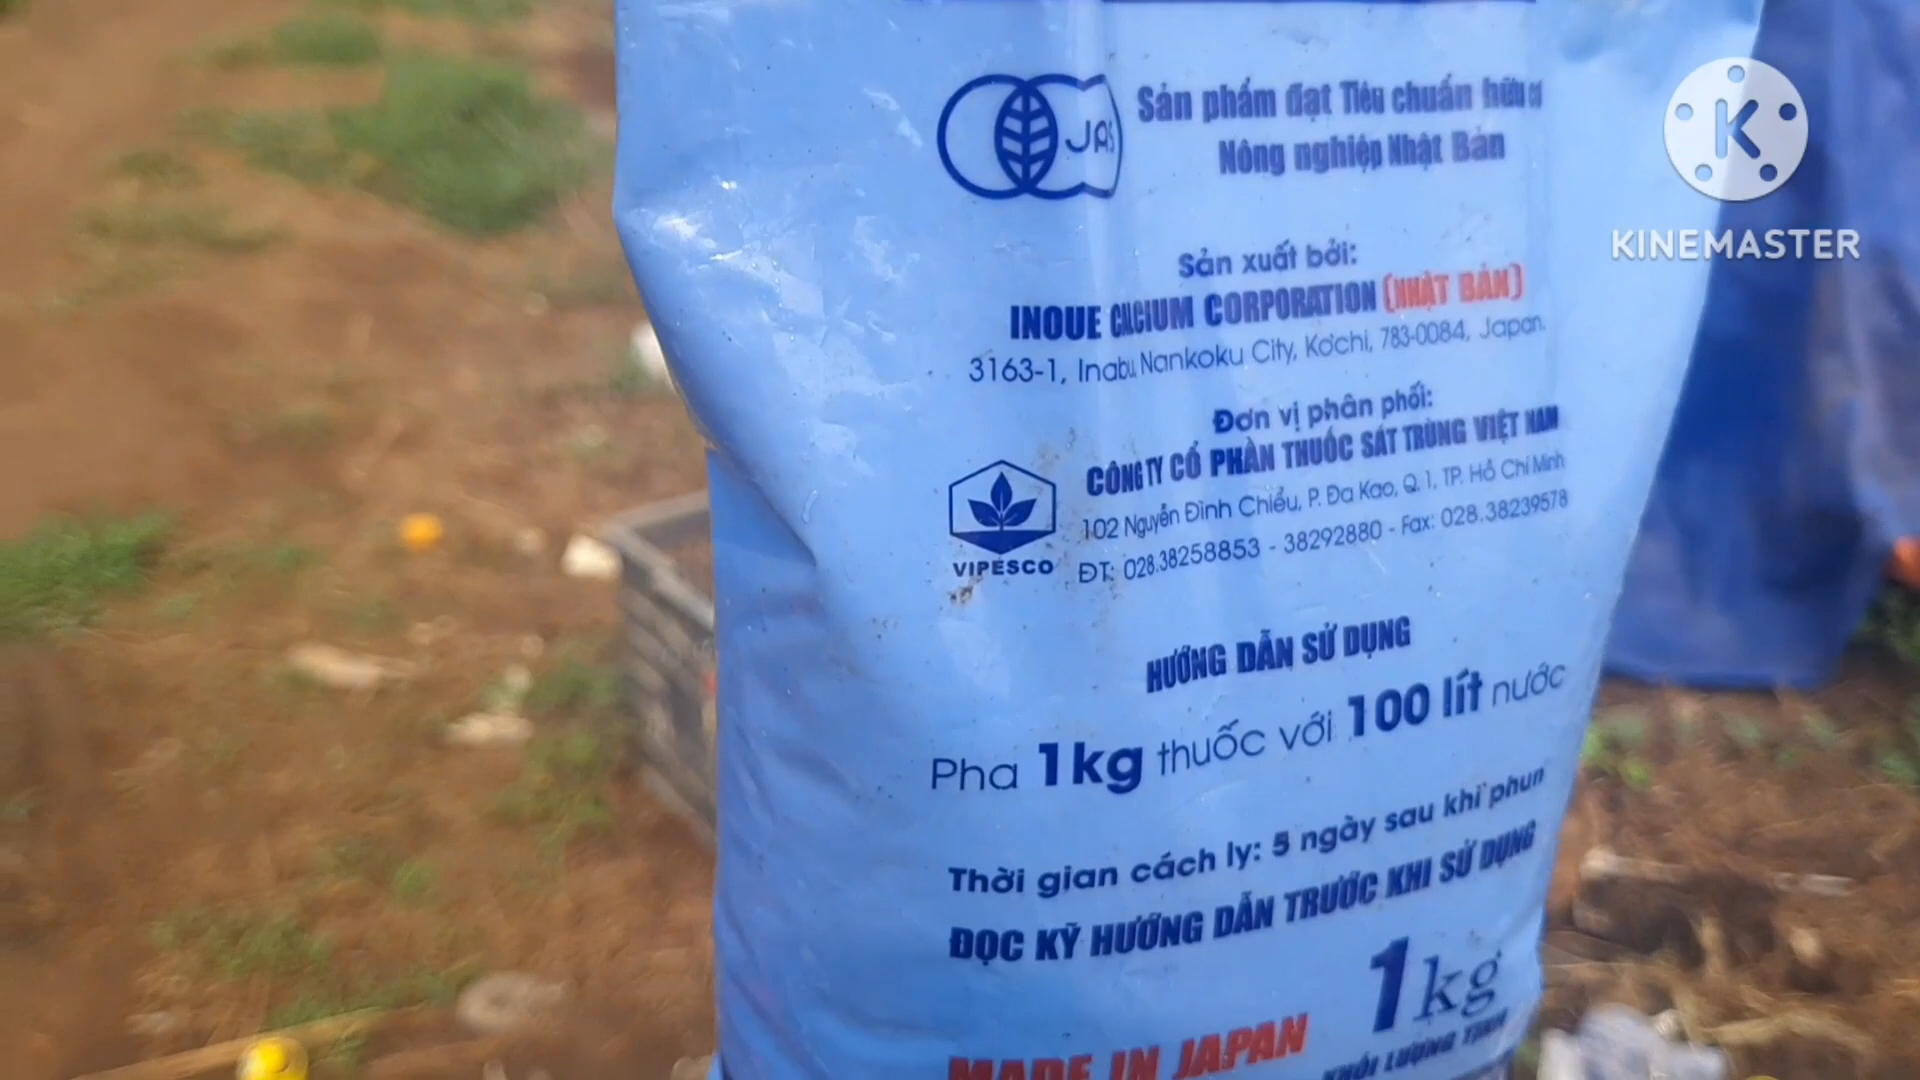 JAS
Sản phẩm đạt Tiêu chuẩn hữu cơ
Nông nghiệp Nhật Bản
KINEMASTER
Sản xuất bởi:
INOUE CALCIUM CORPORATION (NHẬT BẢN)
3163-1, Inabu Nankoku City, Kochi, 783-0084, Japan.
Đơn vị phân phối:
CÔNG TY CỔ PHẦN THUỐC SÁT TRÙNG VIỆT NAM
102 Nguyễn Đình Chiểu, P. Đa Kao, Q.1, TP. Hồ Chí Minh
ĐT: 028.38258853 - 38292880 - Fax: 028.38239578
VIPESCO
HƯỚNG DẪN SỬ DỤNG
Pha 1kg thuốc với 100 lít nước
Thời gian cách ly: 5 ngày sau khi phun
ĐỌC KỸ HƯỚNG DẪN TRƯỚC KHI SỬ DỤNG
1kg
MADE IN JAPAN
KHỐI LƯỢNG TỊNH